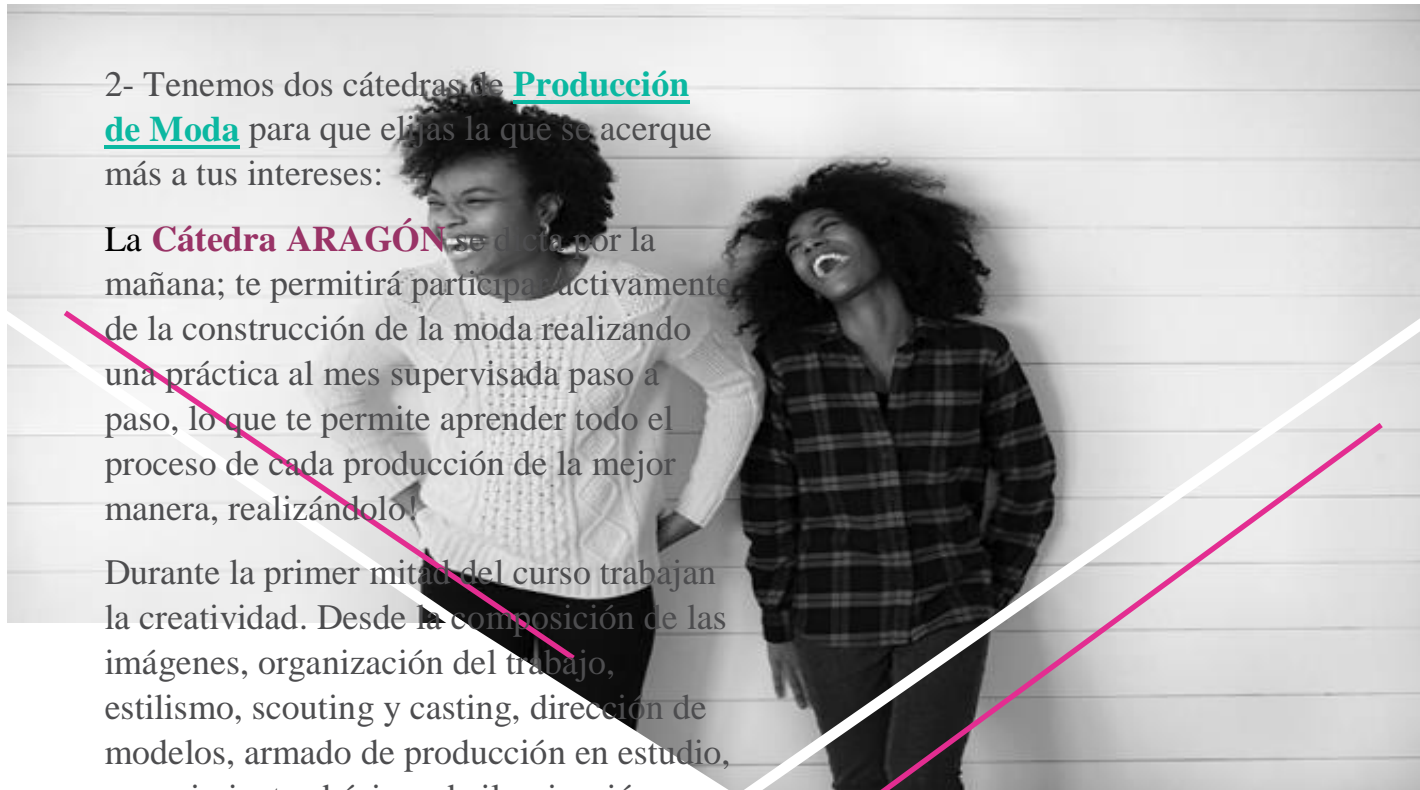 2- Tenemos dos cátedras de Producción
de Moda para que elijas la que se acerque
más a tus intereses:
La Cátedra ARAGÓN se dicta por la
mañana; te permitirá participar activamente
de la construcción de la moda realizando
una práctica al mes supervisada paso a
paso, lo que te permite aprender todo el
proceso de cada producción de la mejor
manera, realizándolo!
Durante la primer mitad del curso trabajan
la creatividad. Desde la composición de las
imágenes, organización del trabajo,
estilismo, scouting y casting, dirección de
modelos, armado de producción en estudio,